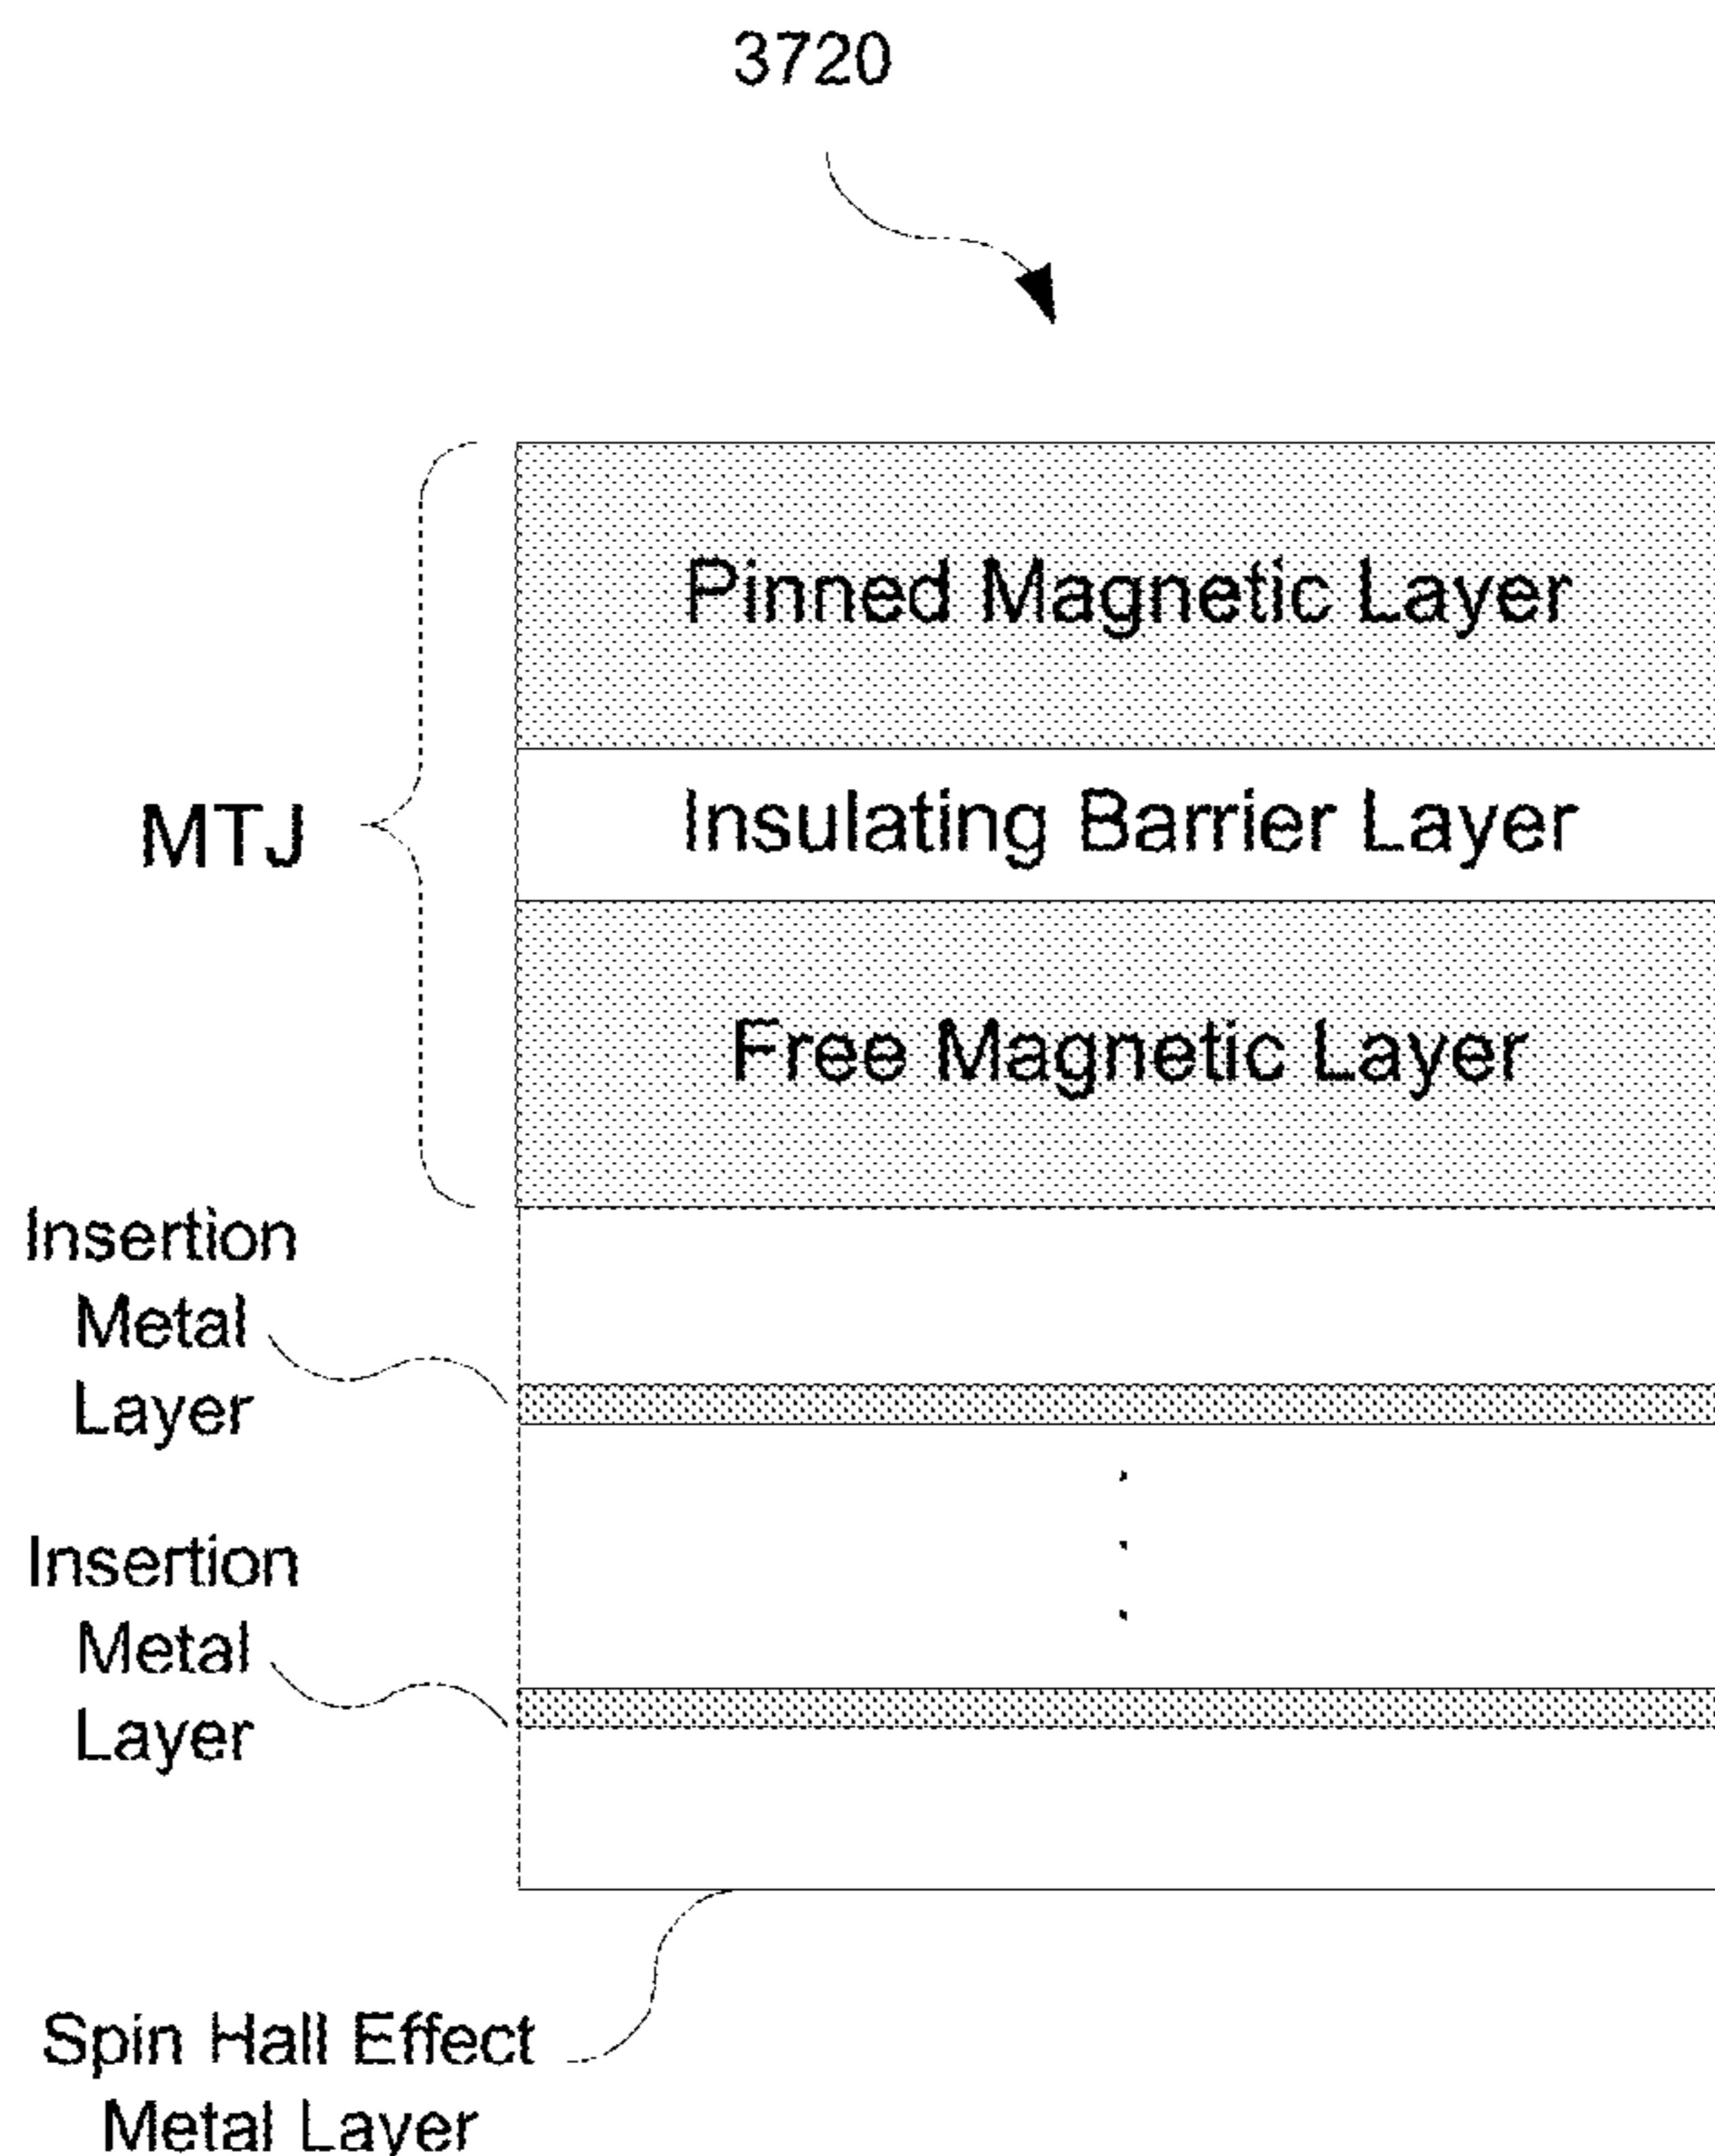 3720
Pinned Magnetic Layer
Insulating Barrier Layer
MTJ
Free Magnetic Layer
Insertion
Metal
Layer
Insertion
Metal
Layer
Spin Hall Effect
Metal Layer